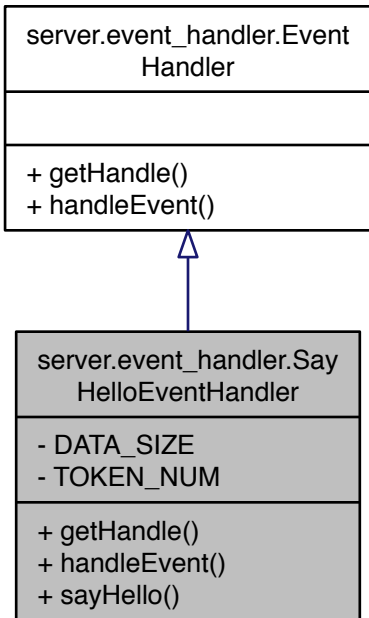 server.event_handler.Event
Handler
+ getHandle()
+ handleEvent()
server.event_handler.Say
HelloEventHandler
- DATA_SIZE
- TOKEN_NUM
+ getHandle()
+ handleEvent()
+ sayHello()